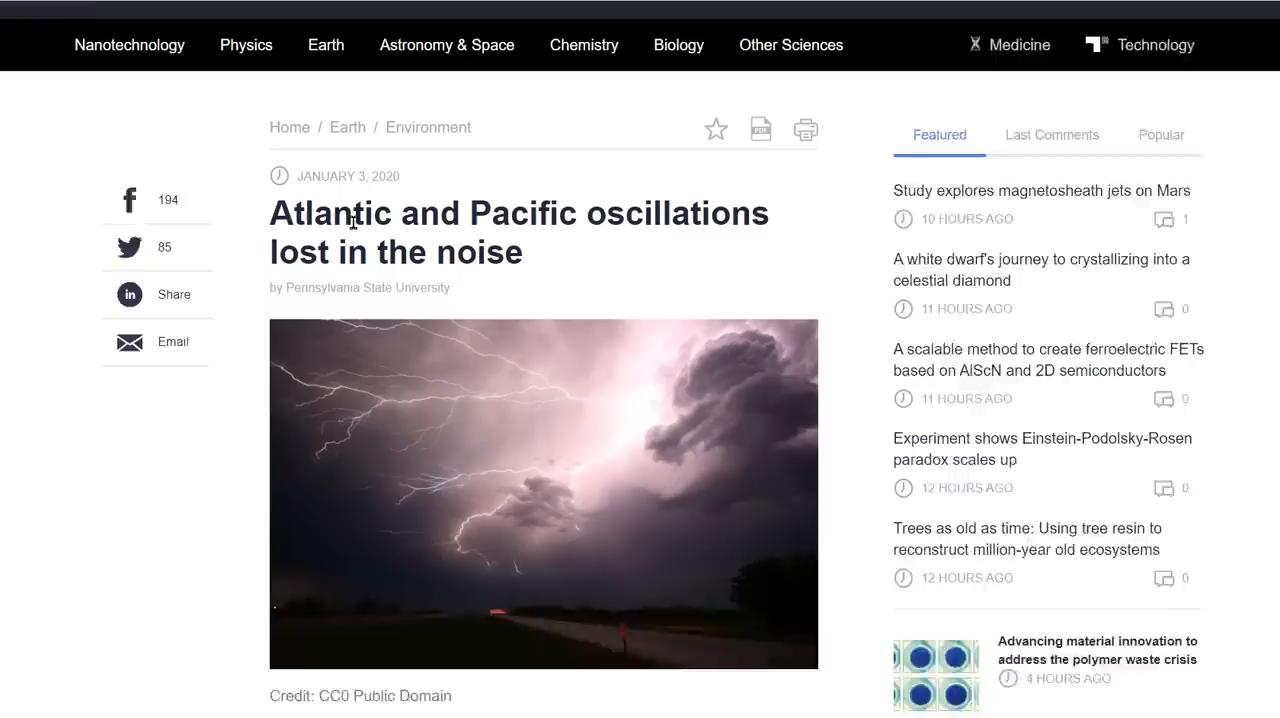 Nanotechnology Physics Earth Astronomy & Space Chemistry Biology Other Sciences Medicine Technology
Home / Earth / Environment
PDF
JANUARY 3, 2020
Atlantic and Pacific oscillations
lost in the noise
by Pennsylvania State University
194
85
in Share
Email
Credit: CC0 Public Domain
Featured Last Comments Popular
Study explores magnetosheath jets on Mars
10 HOURS AGO 1
A white dwarf's journey to crystallizing into a
celestial diamond
11 HOURS AGO 0
A scalable method to create ferroelectric FETs
based on AlScN and 2D semiconductors
11 HOURS AGO 0
Experiment shows Einstein-Podolsky-Rosen
paradox scales up
12 HOURS AGO 0
Trees as old as time: Using tree resin to
reconstruct million-year old ecosystems
12 HOURS AGO 0
Advancing material innovation to
address the polymer waste crisis
4 HOURS AGO